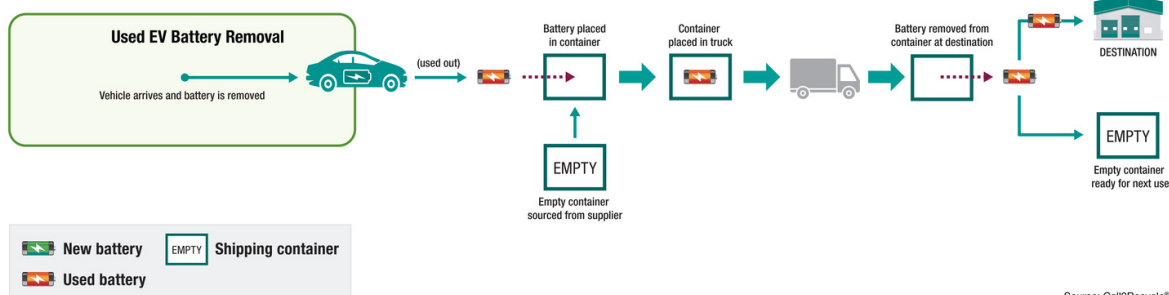 Used EV Battery Removal
Vehicle arrives and battery is removed
(used out)
Battery placed
in container
EMPTY
Empty container
sourced from supplier
Container
placed in truck
Battery removed from
container at destination
DESTINATION
EMPTY
Empty container
ready for next use
New battery
EMPTY
Shipping container
Used battery